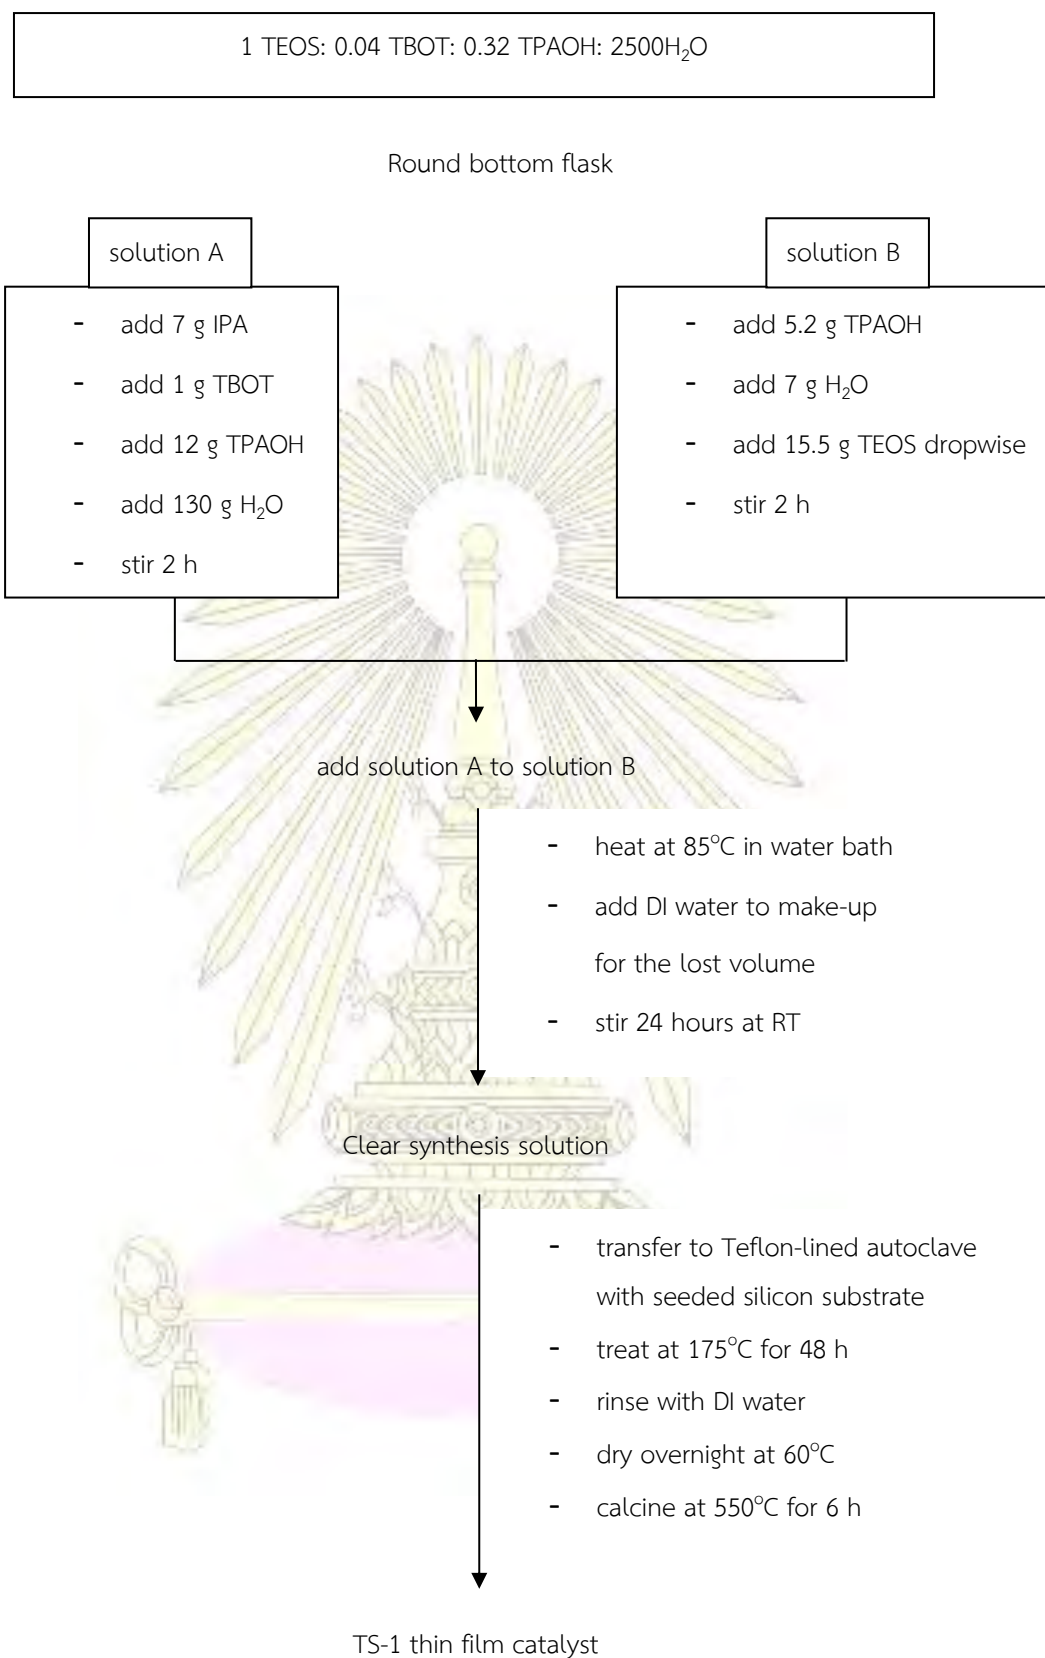 1 TEOS: 0.04 TBOT: 0.32 TPAOH: 2500H₂O
Round bottom flask
solution A
- add 7 g IPA
- add 1 g TBOT
- add 12 g TPAOH
- add 130 g H₂O
- stir 2 h
solution B
- add 5.2 g TPAOH
- add 7 g H₂O
- add 15.5 g TEOS dropwise
- stir 2 h
add solution A to solution B
- heat at 85°C in water bath
- add DI water to make-up
for the lost volume
- stir 24 hours at RT
Clear synthesis solution
- transfer to Teflon-lined autoclave
with seeded silicon substrate
- treat at 175°C for 48 h
- rinse with DI water
- dry overnight at 60°C
- calcine at 550°C for 6 h
TS-1 thin film catalyst